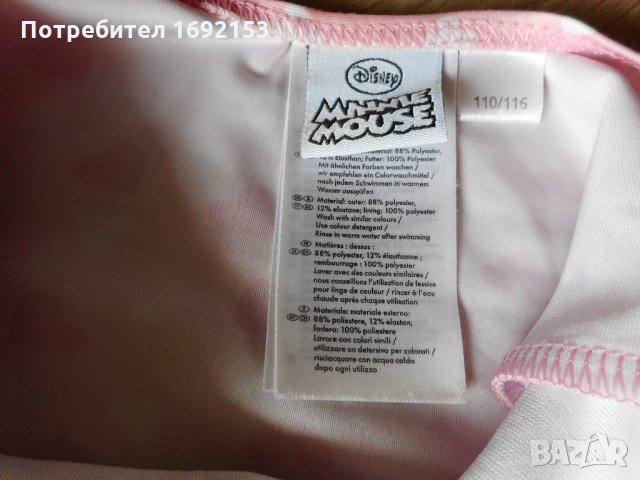 Потребител 1692153
Disney
MINNIE
MOUSE
110/116
Material: 88% Polyester,
12% Elasthan; Futter: 100% Polyester
Mit ähnlichen Farben waschen /
wir empfehlen ein Colorwaschmittel /
nach jedem Schwimmen in warmem
Wasser ausspülen
Material: outer: 88% polyester,
12% elastane; lining: 100% polyester
Wash with similar colours /
Use colour detergent /
Rinse in warm water after swimming
Matières : dessus :
88% polyester, 12% élasthanne ;
rembourrage : 100% polyester
Laver avec des couleurs similaires /
nous conseillons l'utilisation de lessive
pour linge de couleur / rincer à l'eau
chaude après chaque utilisation
Materiale: materiale esterno:
88% poliestere, 12% elastan;
fodera: 100% poliestere
Lavare con colori simili /
utilizzare un detersivo per colorati /
risciacquare con acqua calda
dopo ogni utilizzo
BAZAR